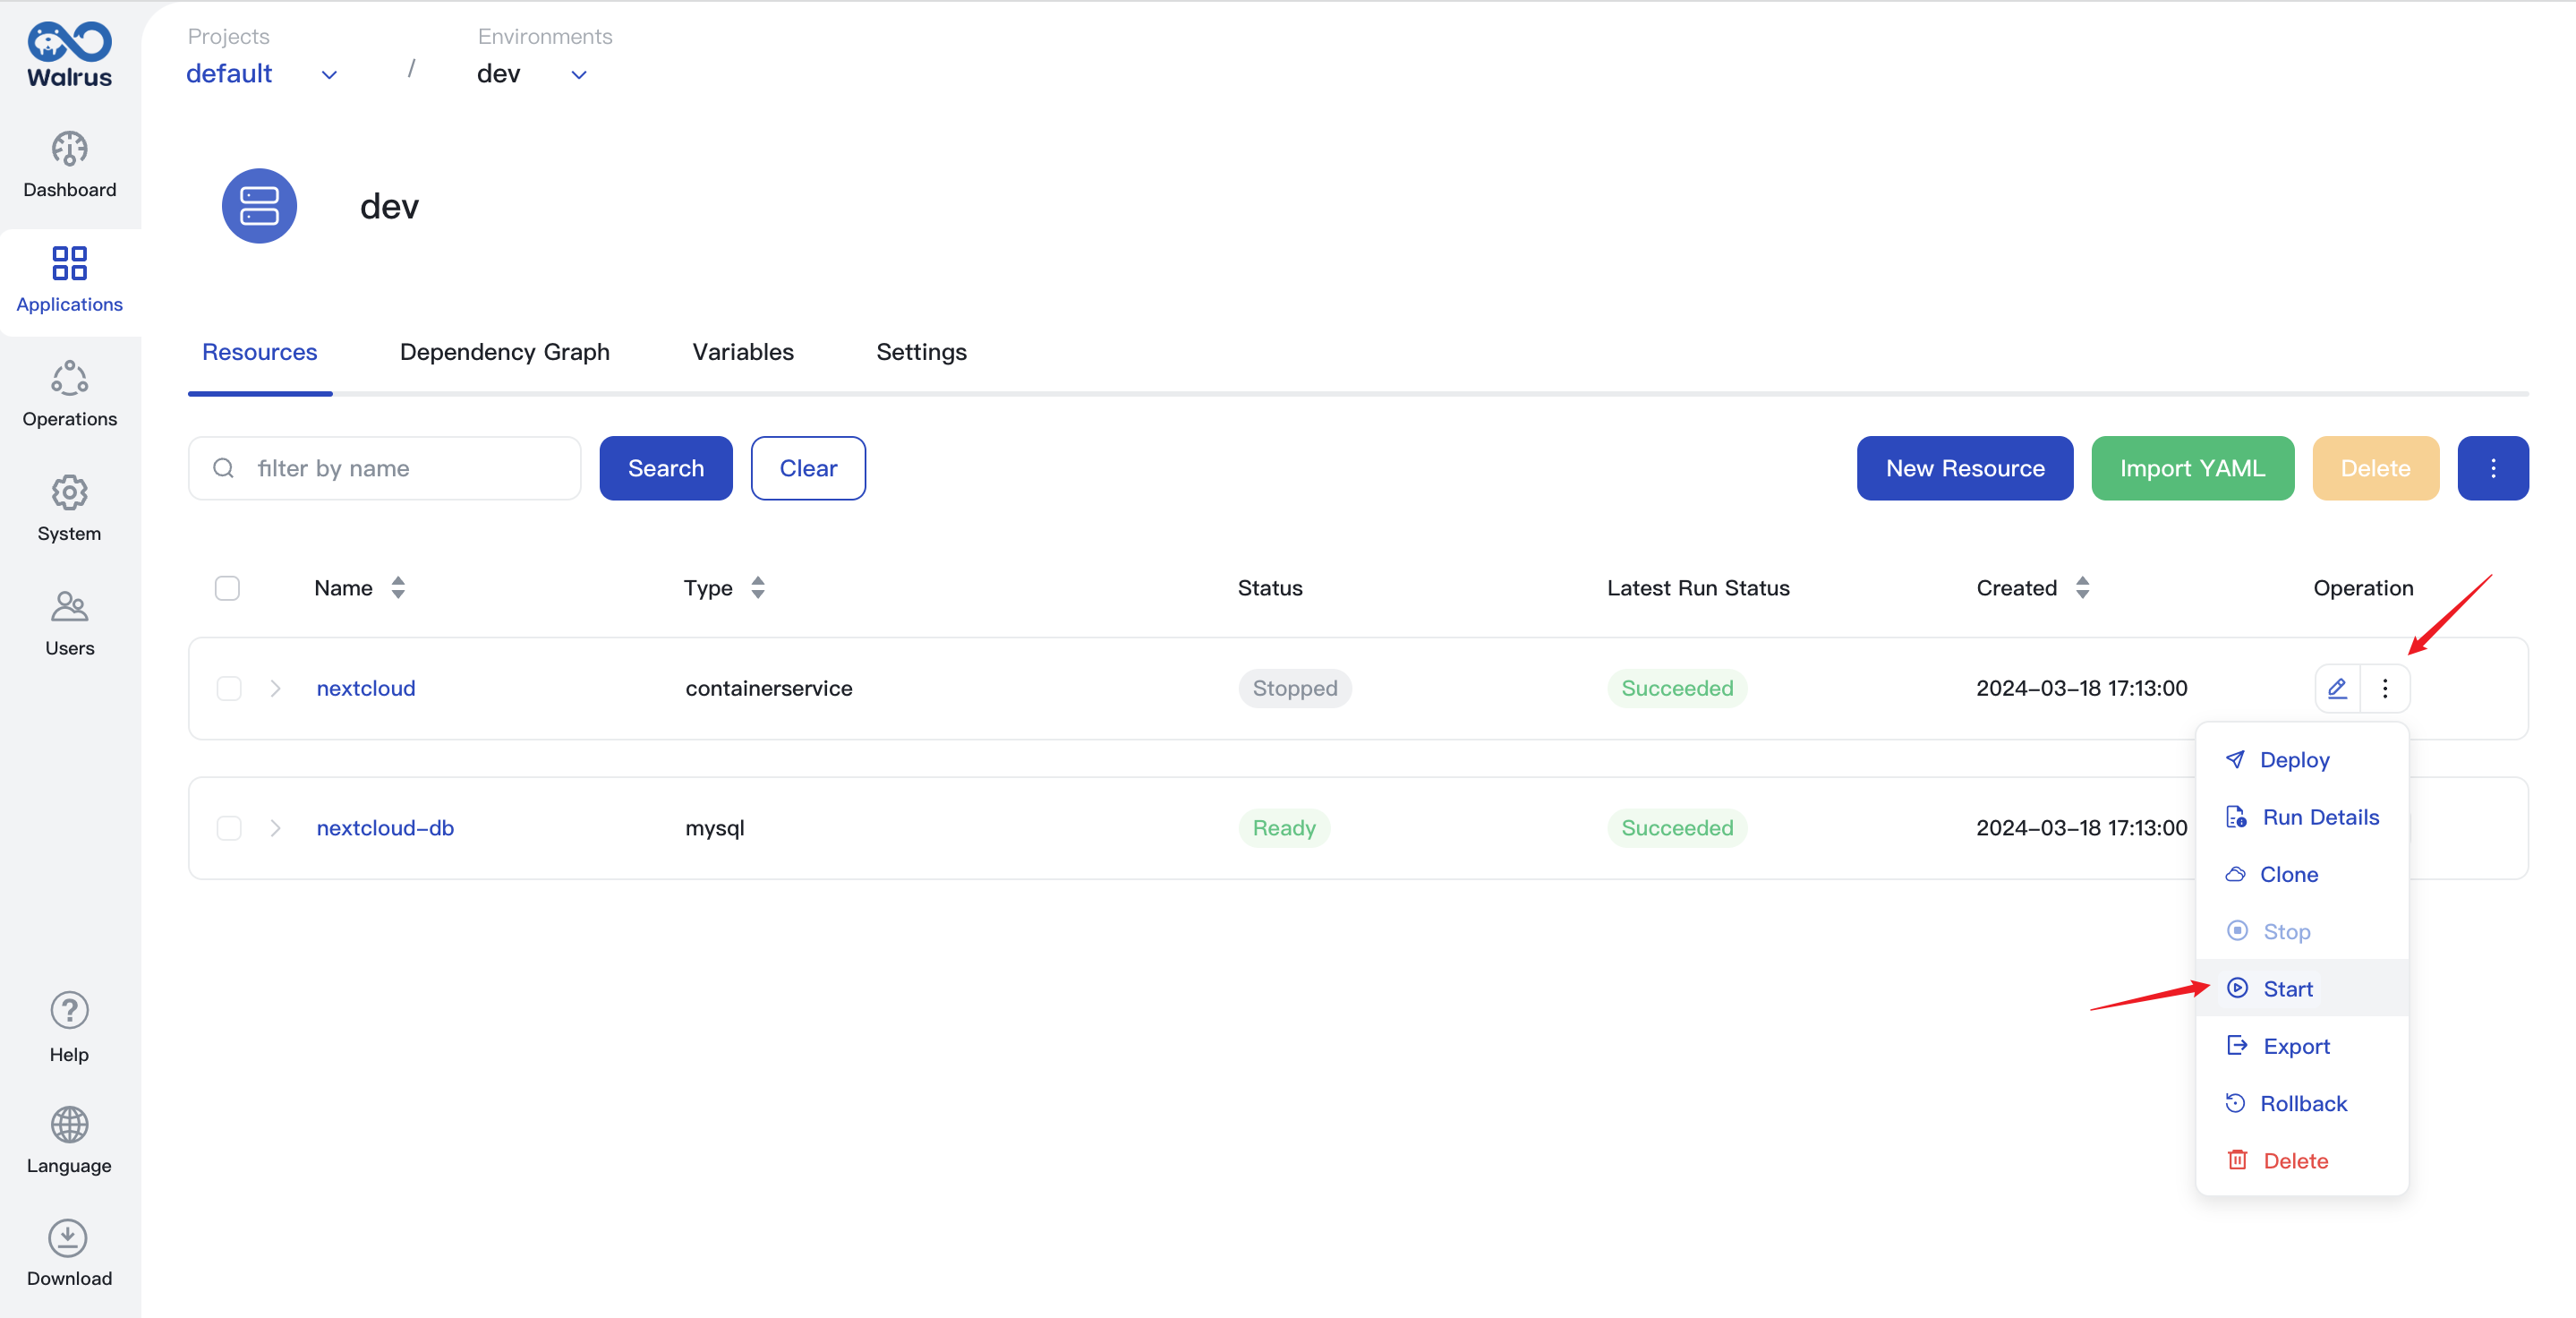 Walrus
Dashboard
Applications
Operations
System
Users
Help
Language
Download
Projects
default
/
Environments
dev
dev
Resources Dependency Graph Variables Settings
filter by name Search Clear New Resource Import YAML Delete
Name Type Status Latest Run Status Created Operation
nextcloud containerservice Stopped Succeeded 2024-03-18 17:13:00
nextcloud-db mysql Ready Succeeded 2024-03-18 17:13:00
Deploy
Run Details
Clone
Stop
Start
Export
Rollback
Delete